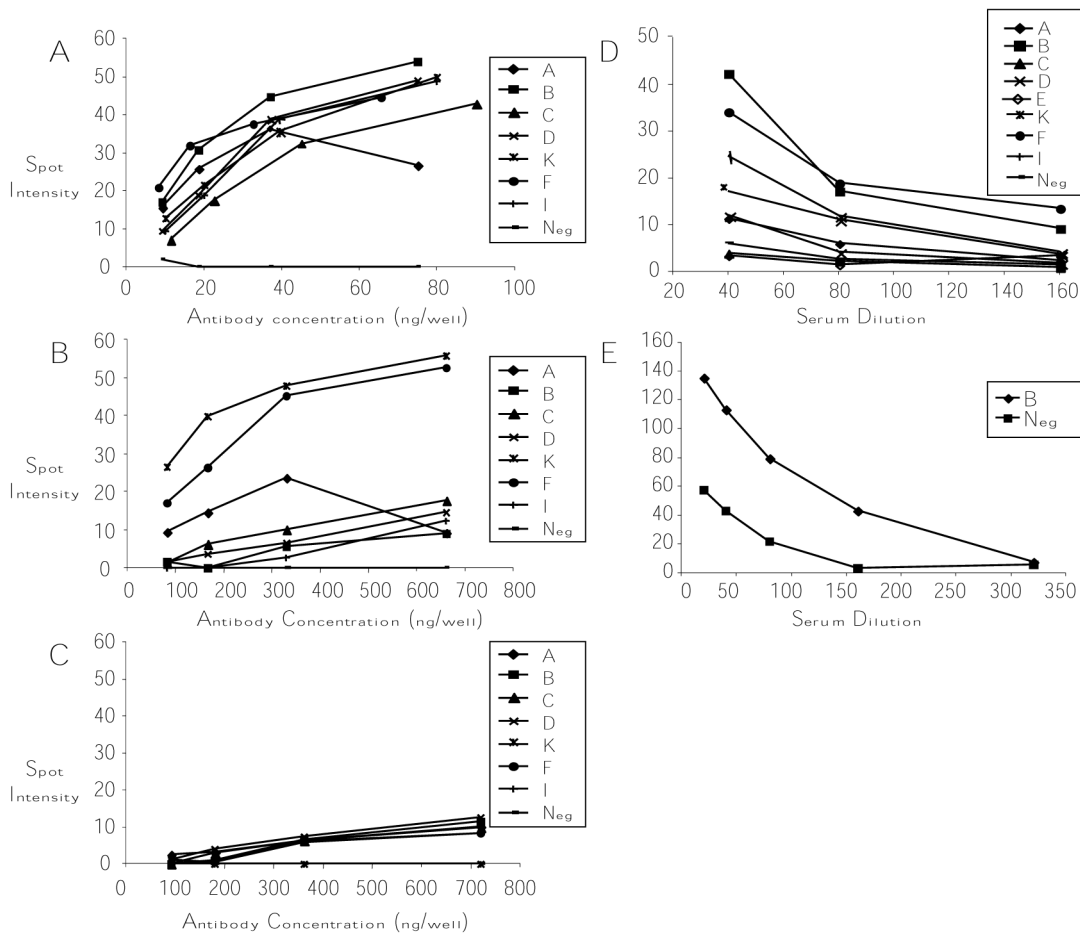 A
60
50
40
30
20
10
0
Spot
Intensity
0 20 40 60 80 100
Antibody concentration (ng/well)
A
B
C
D
K
F
I
Neg
B
60
50
40
30
20
10
0
Spot
Intensity
0 100 200 300 400 500 600 700 800
Antibody Concentration (ng/well)
A
B
C
D
K
F
I
Neg
C
60
50
40
30
20
10
0
Spot
Intensity
0 100 200 300 400 500 600 700 800
Antibody Concentration (ng/well)
A
B
C
D
K
F
I
Neg
D
50
40
30
20
10
0
20 40 60 80 100 120 140 160
Serum Dilution
A
B
C
D
E
K
F
I
Neg
E
160
140
120
100
80
60
40
20
0
0 50 100 150 200 250 300 350
Serum Dilution
B
Neg